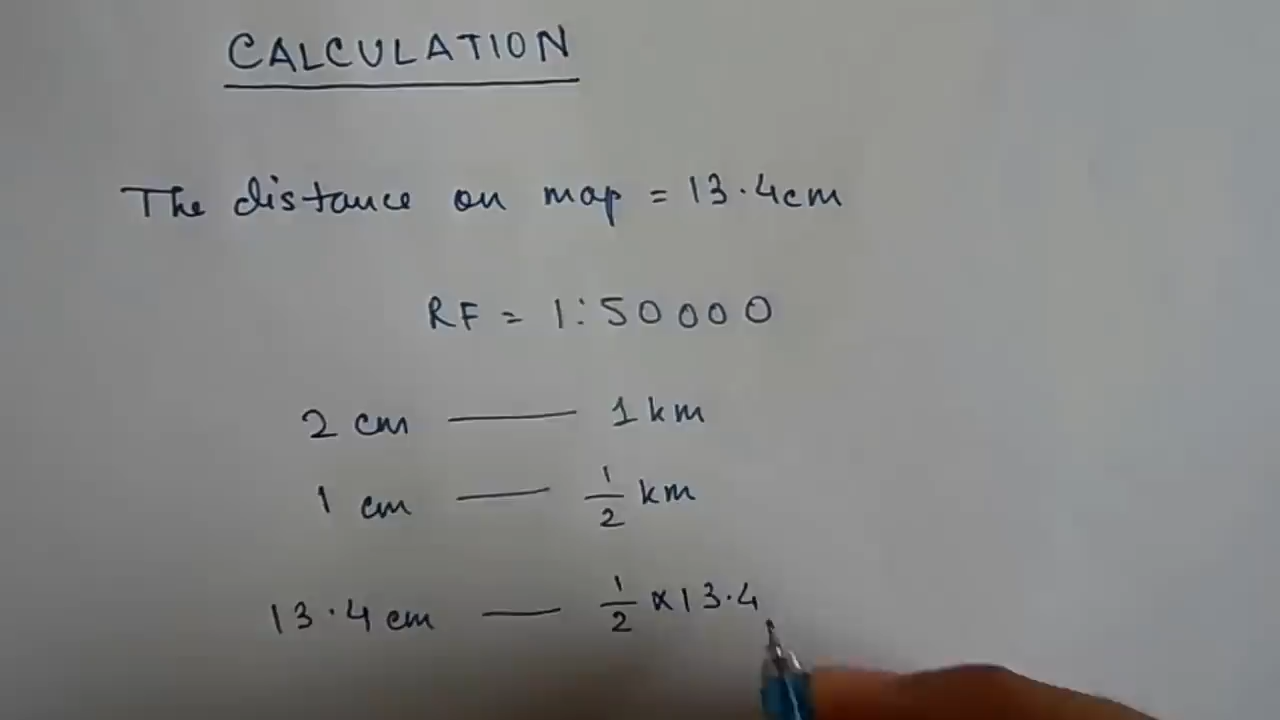 CALCULATION
The distance on map = 13.4cm
RF = 1:50000
2 cm — 1 km
1 cm — 1/2 km
13.4 cm — 1/2 x 13.4